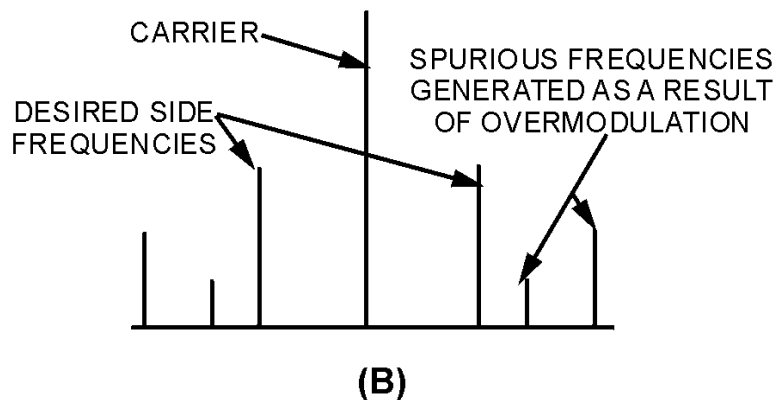 CARRIER
SPURIOUS FREQUENCIES
GENERATED AS A RESULT
OF OVERMODULATION
DESIRED SIDE
FREQUENCIES
(B)